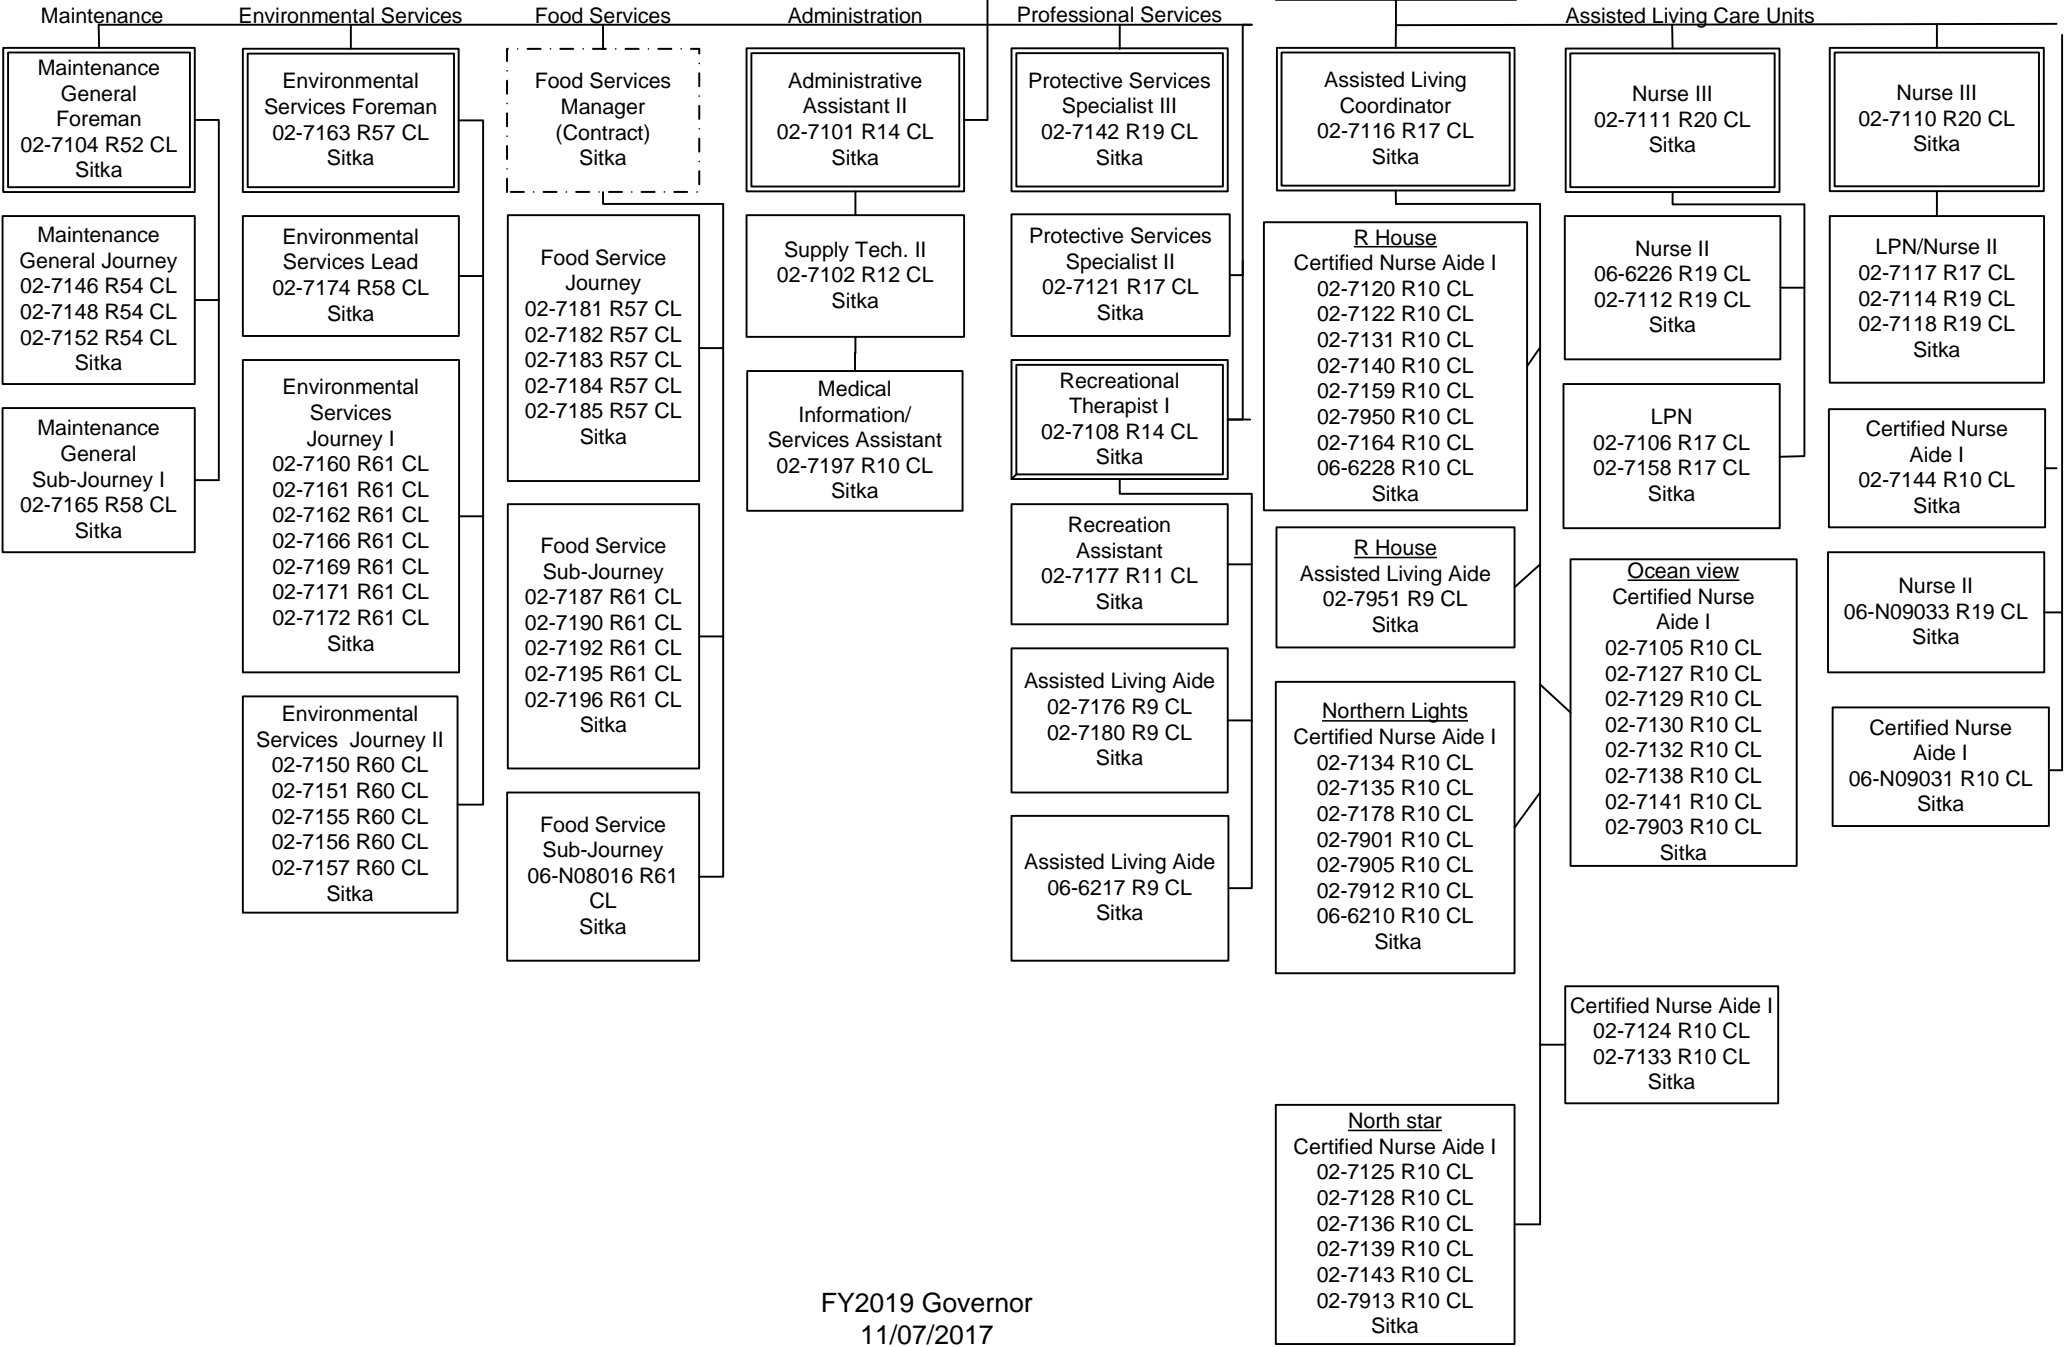 Maintenance
Environmental Services
Food Services
Administration
Professional Services
Assisted Living Care Units
Maintenance
General
Foreman
02-7104 R52 CL
Sitka
Maintenance
General Journey
02-7146 R54 CL
02-7148 R54 CL
02-7152 R54 CL
Sitka
Maintenance
General
Sub-Journey I
02-7165 R58 CL
Sitka
Environmental
Services Foreman
02-7163 R57 CL
Sitka
Environmental
Services Lead
02-7174 R58 CL
Sitka
Environmental
Services
Journey I
02-7160 R61 CL
02-7161 R61 CL
02-7162 R61 CL
02-7166 R61 CL
02-7169 R61 CL
02-7171 R61 CL
02-7172 R61 CL
Sitka
Environmental
Services Journey II
02-7150 R60 CL
02-7151 R60 CL
02-7155 R60 CL
02-7156 R60 CL
02-7157 R60 CL
Sitka
Food Services
Manager
(Contract)
Sitka
Food Service
Journey
02-7181 R57 CL
02-7182 R57 CL
02-7183 R57 CL
02-7184 R57 CL
02-7185 R57 CL
Sitka
Food Service
Sub-Journey
02-7187 R61 CL
02-7190 R61 CL
02-7192 R61 CL
02-7195 R61 CL
02-7196 R61 CL
Sitka
Food Service
Sub-Journey
06-N08016 R61
CL
Sitka
Administrative
Assistant II
02-7101 R14 CL
Sitka
Supply Tech. II
02-7102 R12 CL
Sitka
Medical
Information/
Services Assistant
02-7197 R10 CL
Sitka
Protective Services
Specialist III
02-7142 R19 CL
Sitka
Protective Services
Specialist II
02-7121 R17 CL
Sitka
Recreational
Therapist I
02-7108 R14 CL
Sitka
Recreation
Assistant
02-7177 R11 CL
Sitka
Assisted Living Aide
02-7176 R9 CL
02-7180 R9 CL
Sitka
Assisted Living Aide
06-6217 R9 CL
Sitka
Assisted Living
Coordinator
02-7116 R17 CL
Sitka
R House
Certified Nurse Aide I
02-7120 R10 CL
02-7122 R10 CL
02-7131 R10 CL
02-7140 R10 CL
02-7159 R10 CL
02-7950 R10 CL
02-7164 R10 CL
06-6228 R10 CL
Sitka
R House
Assisted Living Aide
02-7951 R9 CL
Sitka
Northern Lights
Certified Nurse Aide I
02-7134 R10 CL
02-7135 R10 CL
02-7178 R10 CL
02-7901 R10 CL
02-7905 R10 CL
02-7912 R10 CL
06-6210 R10 CL
Sitka
North star
Certified Nurse Aide I
02-7125 R10 CL
02-7128 R10 CL
02-7136 R10 CL
02-7139 R10 CL
02-7143 R10 CL
02-7913 R10 CL
Sitka
Nurse III
02-7111 R20 CL
Sitka
Nurse II
06-6226 R19 CL
02-7112 R19 CL
Sitka
LPN
02-7106 R17 CL
02-7158 R17 CL
Sitka
Ocean view
Certified Nurse
Aide I
02-7105 R10 CL
02-7127 R10 CL
02-7129 R10 CL
02-7130 R10 CL
02-7132 R10 CL
02-7138 R10 CL
02-7141 R10 CL
02-7903 R10 CL
Sitka
Certified Nurse Aide I
02-7124 R10 CL
02-7133 R10 CL
Sitka
Nurse III
02-7110 R20 CL
Sitka
LPN/Nurse II
02-7117 R17 CL
02-7114 R19 CL
02-7118 R19 CL
Sitka
Certified Nurse
Aide I
02-7144 R10 CL
Sitka
Nurse II
06-N09033 R19 CL
Sitka
Certified Nurse
Aide I
06-N09031 R10 CL
Sitka
FY2019 Governor
11/07/2017